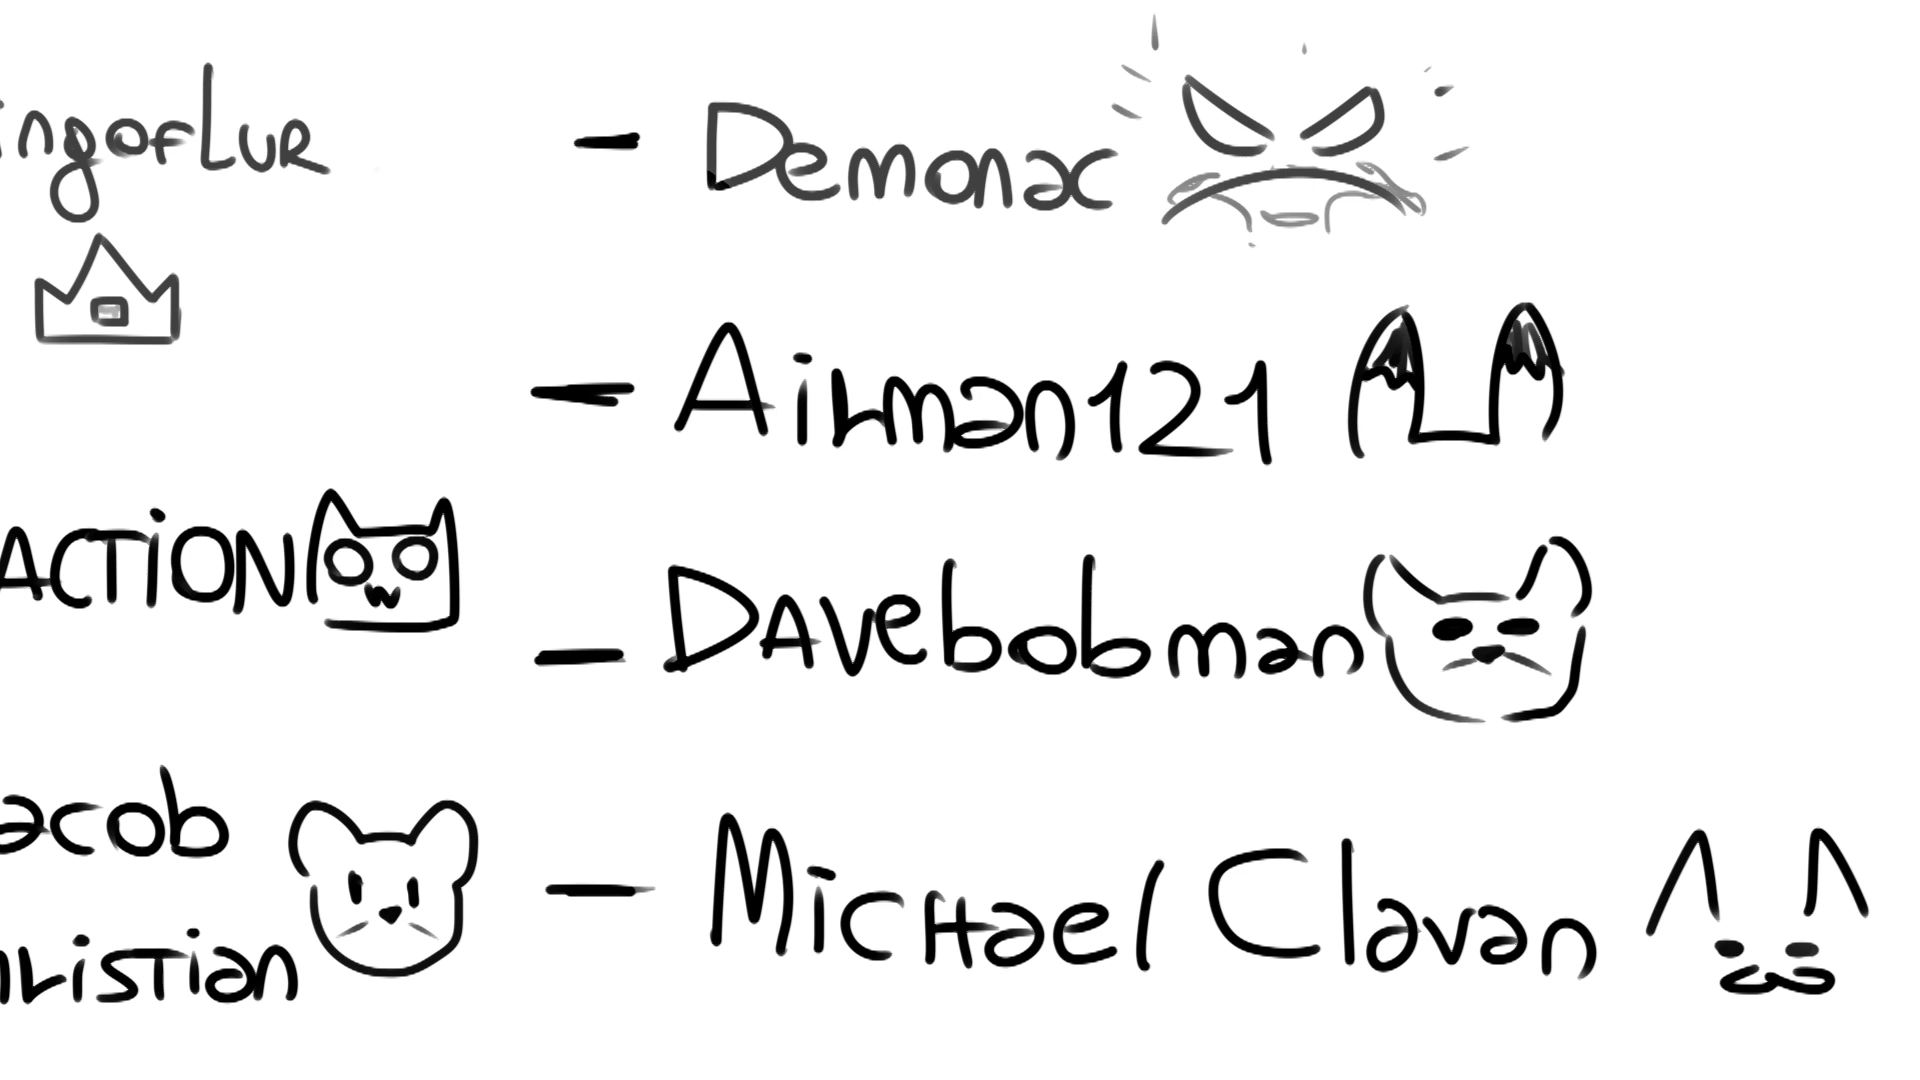 ingofLUR
ACTION
acob
ristian
- Demonac
- Airman121
- DAVebobman
- MicHael Clavan